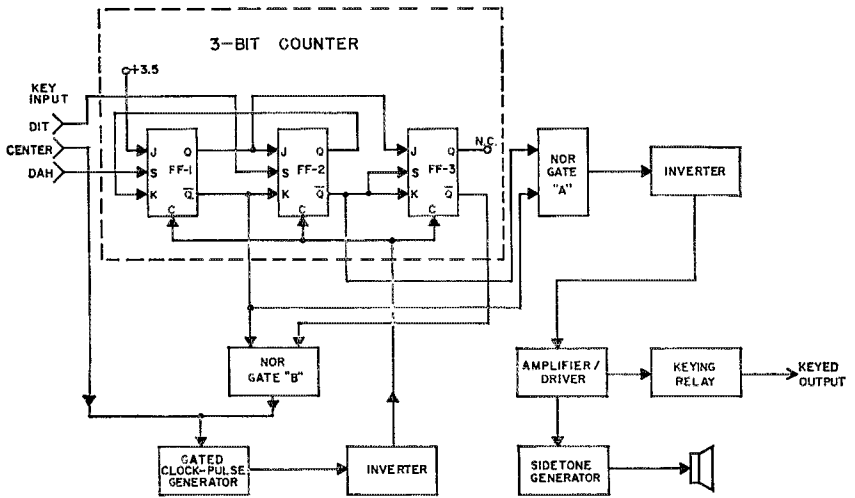 3-BIT COUNTER
+3.5
KEY
INPUT
DIT
CENTER
DAH
J
Q
S
FF-1
K
Q̅
C
J
Q
S
FF-2
K
Q̅
C
J
Q
S
FF-3
K
Q̅
C
N.C.
NOR
GATE
"A"
INVERTER
NOR
GATE "B"
AMPLIFIER/
DRIVER
KEYING
RELAY
KEYED
OUTPUT
GATED
CLOCK-PULSE
GENERATOR
INVERTER
SIDETONE
GENERATOR